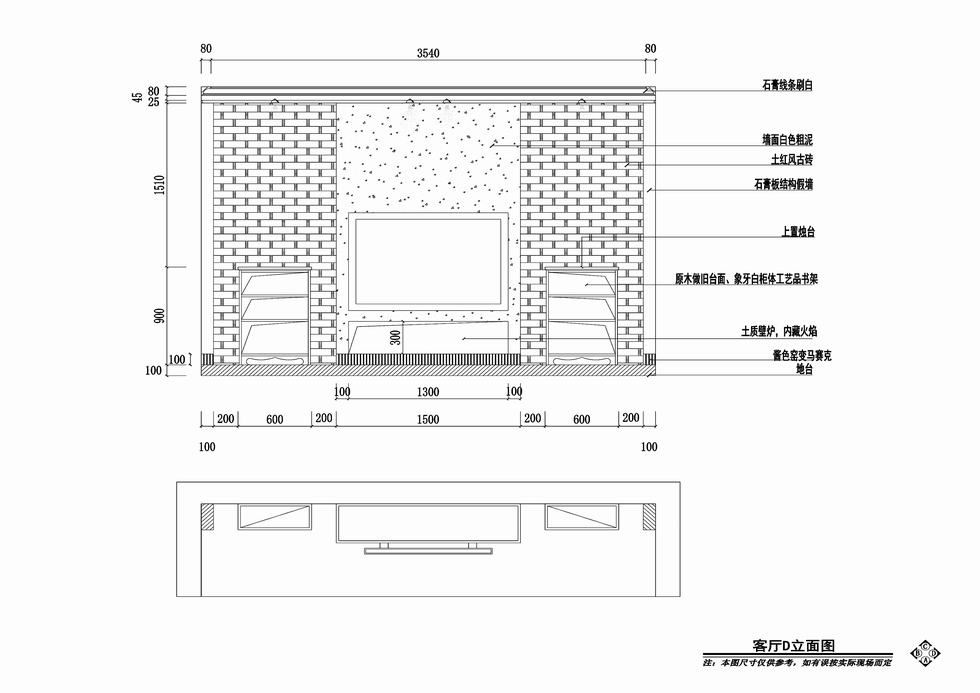 80 3540 80
石膏线条刷白
80
45
25
墙面白色粗泥
土红风古砖
石膏板结构假墙
1510
上置烛台
原木做旧台面、象牙白柜体工艺品书架
900
300
土质壁炉，内藏火焰
酱色窑变马赛克
100
地台
100
100 1300 100
200 600 200 1500 200 600 200
100 100
客厅D立面图
注：本图尺寸仅供参考，如有误按实际现场而定
C
B D
A